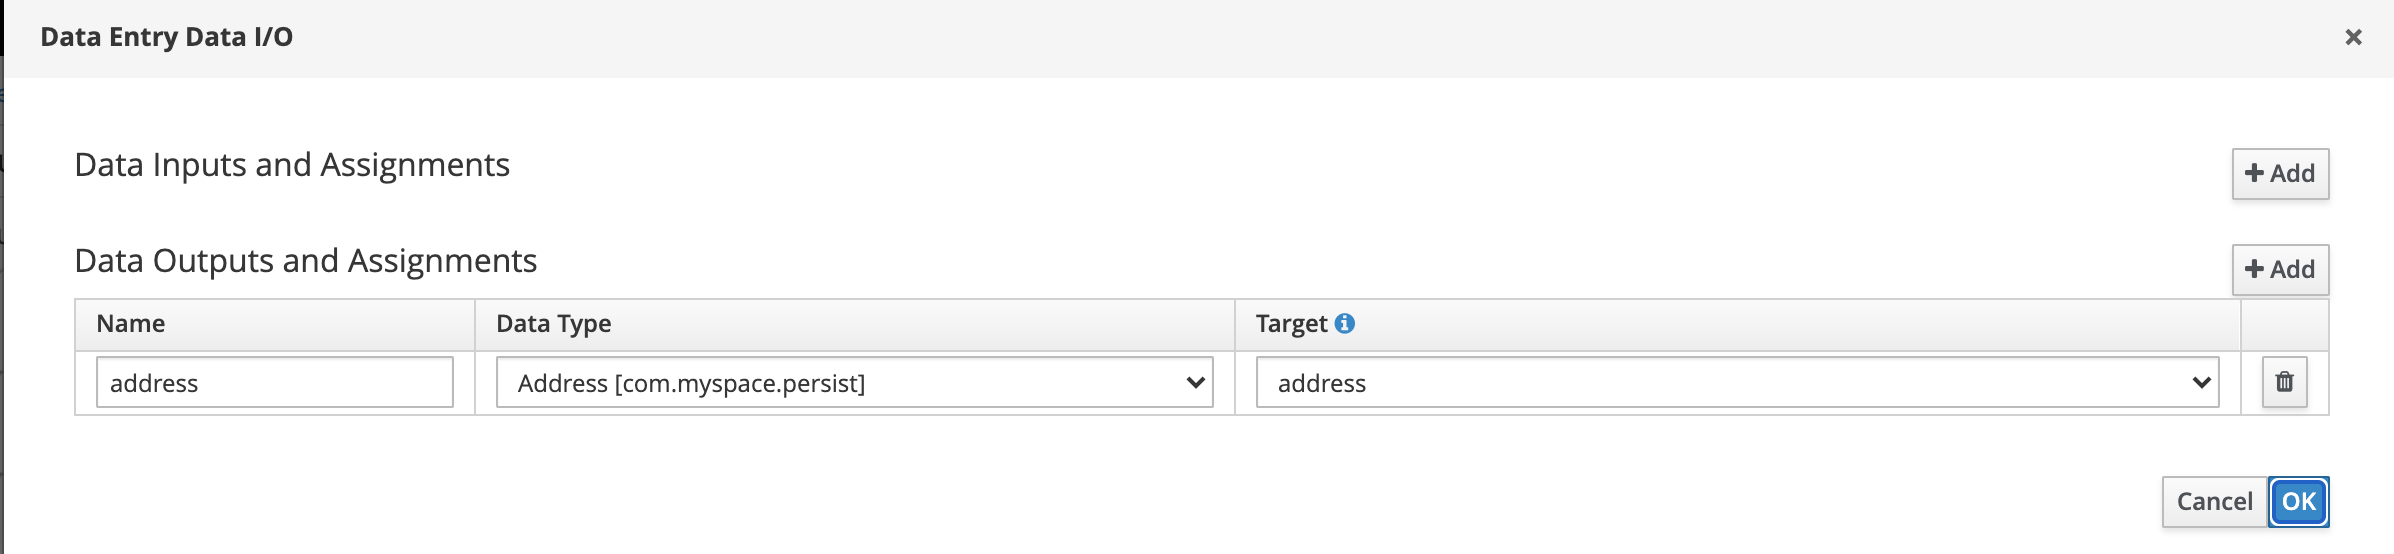 Data Entry Data I/O
Data Inputs and Assignments
Add
Data Outputs and Assignments
Add
Name Data Type Target
address Address [com.myspace.persist] address
Cancel OK